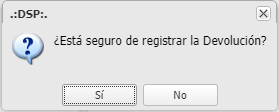 .:DSP:.
¿Está seguro de registrar la Devolución?
Sí
No